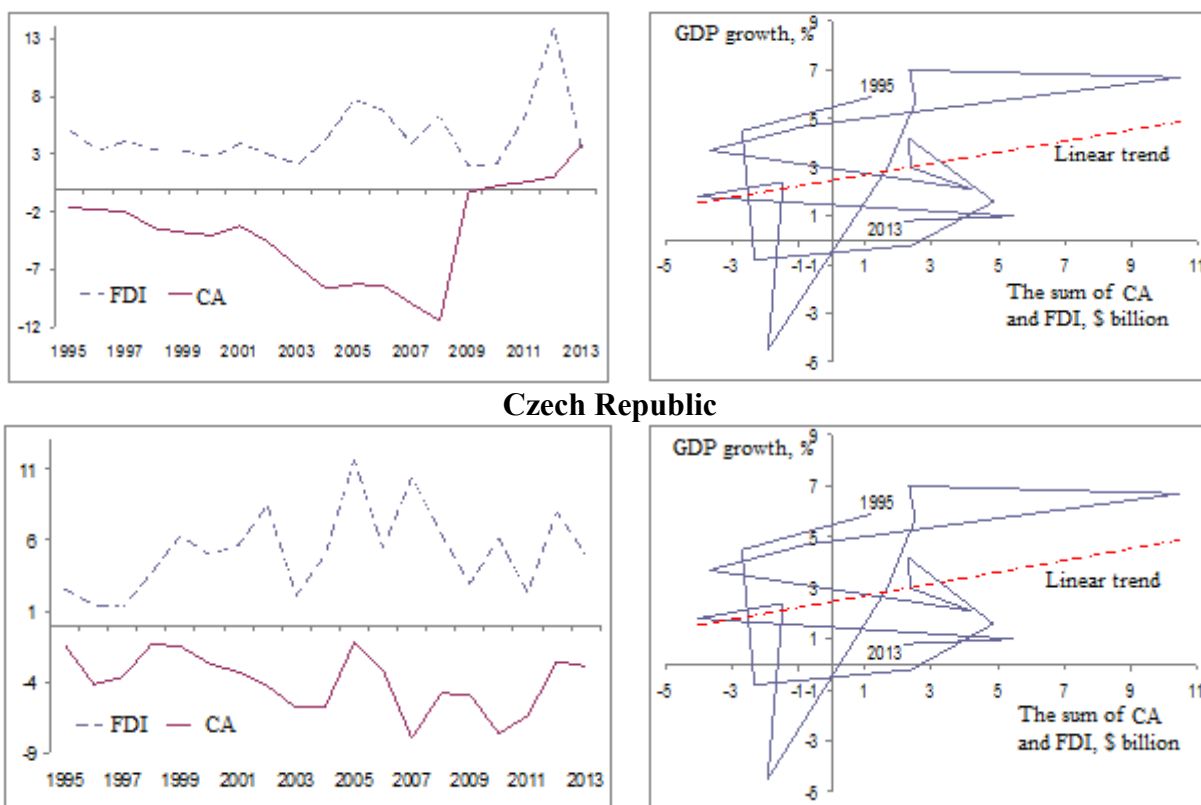 13
8
3
-2
-7
-12
FDI
CA
1995 1997 1999 2001 2003 2005 2007 2009 2011 2013
GDP growth, %
9
7
5
3
1
-1
-3
-5
1995
Linear trend
2013
-5 -3 -1 1 3 5 7 9 11
The sum of CA
and FDI, $ billion
Czech Republic
11
6
1
-4
-9
FDI
CA
1995 1997 1999 2001 2003 2005 2007 2009 2011 2013
GDP growth, %
9
7
5
3
1
-1
-3
-5
1995
Linear trend
2013
-5 -3 -1 1 3 5 7 9 11
The sum of CA
and FDI, $ billion